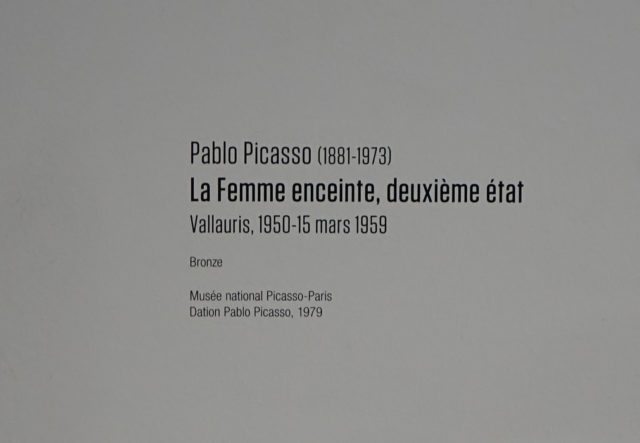 Pablo Picasso (1881-1973)
La Femme enceinte, deuxième état
Vallauris, 1950-15 mars 1959
Bronze
Musée national Picasso-Paris
Dation Pablo Picasso, 1979